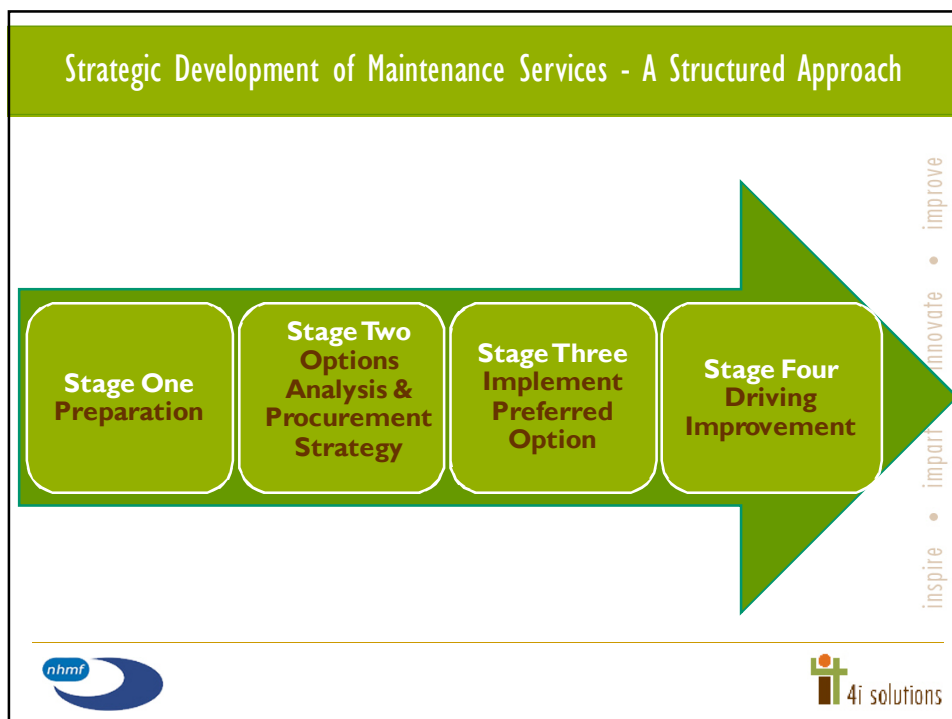 Strategic Development of Maintenance Services - A Structured Approach
Stage One
Preparation
Stage Two
Options
Analysis &
Procurement
Strategy
Stage Three
Implement
Preferred
Option
Stage Four
Driving
Improvement
inspire • impart • innovate • improve
nhmf
4i solutions